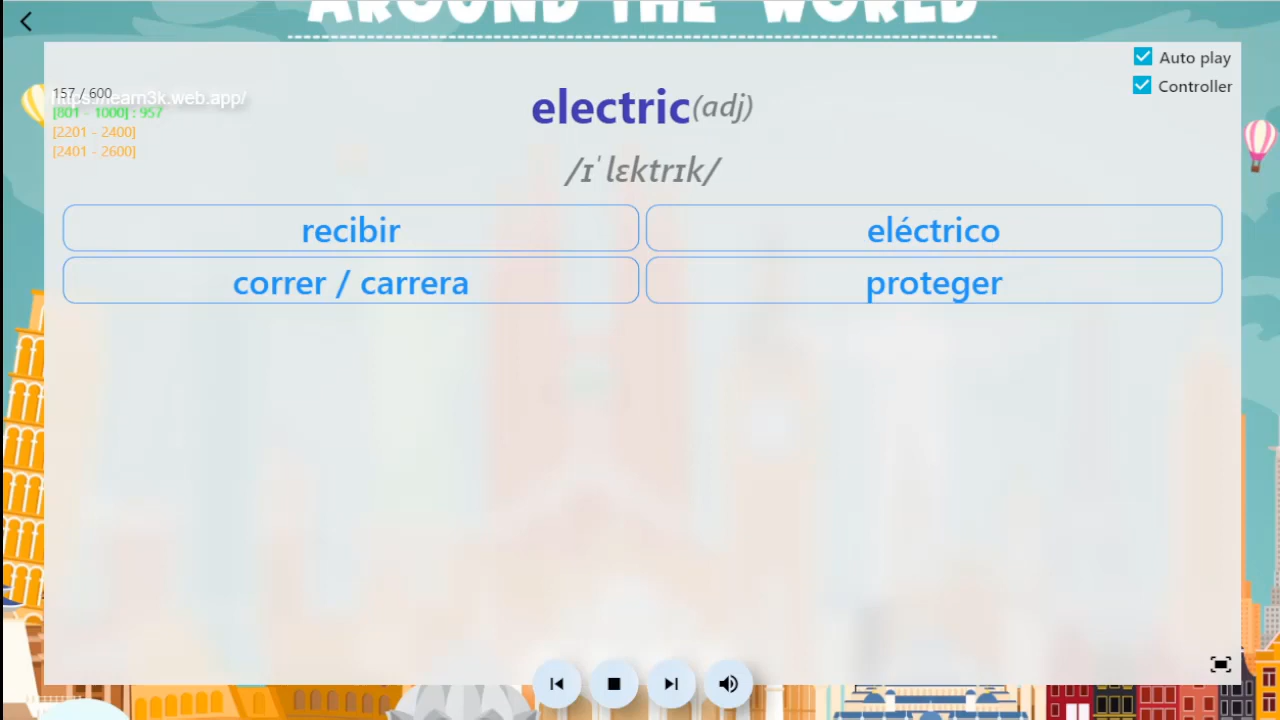 AROUND THE WORLD
Auto play
Controller
157 / 600
https://learn3k.web.app/
[801 - 1000] : 957
[2201 - 2400]
[2401 - 2600]
electric(adj)
/ɪˈlɛktrɪk/
recibir
eléctrico
correr / carrera
proteger